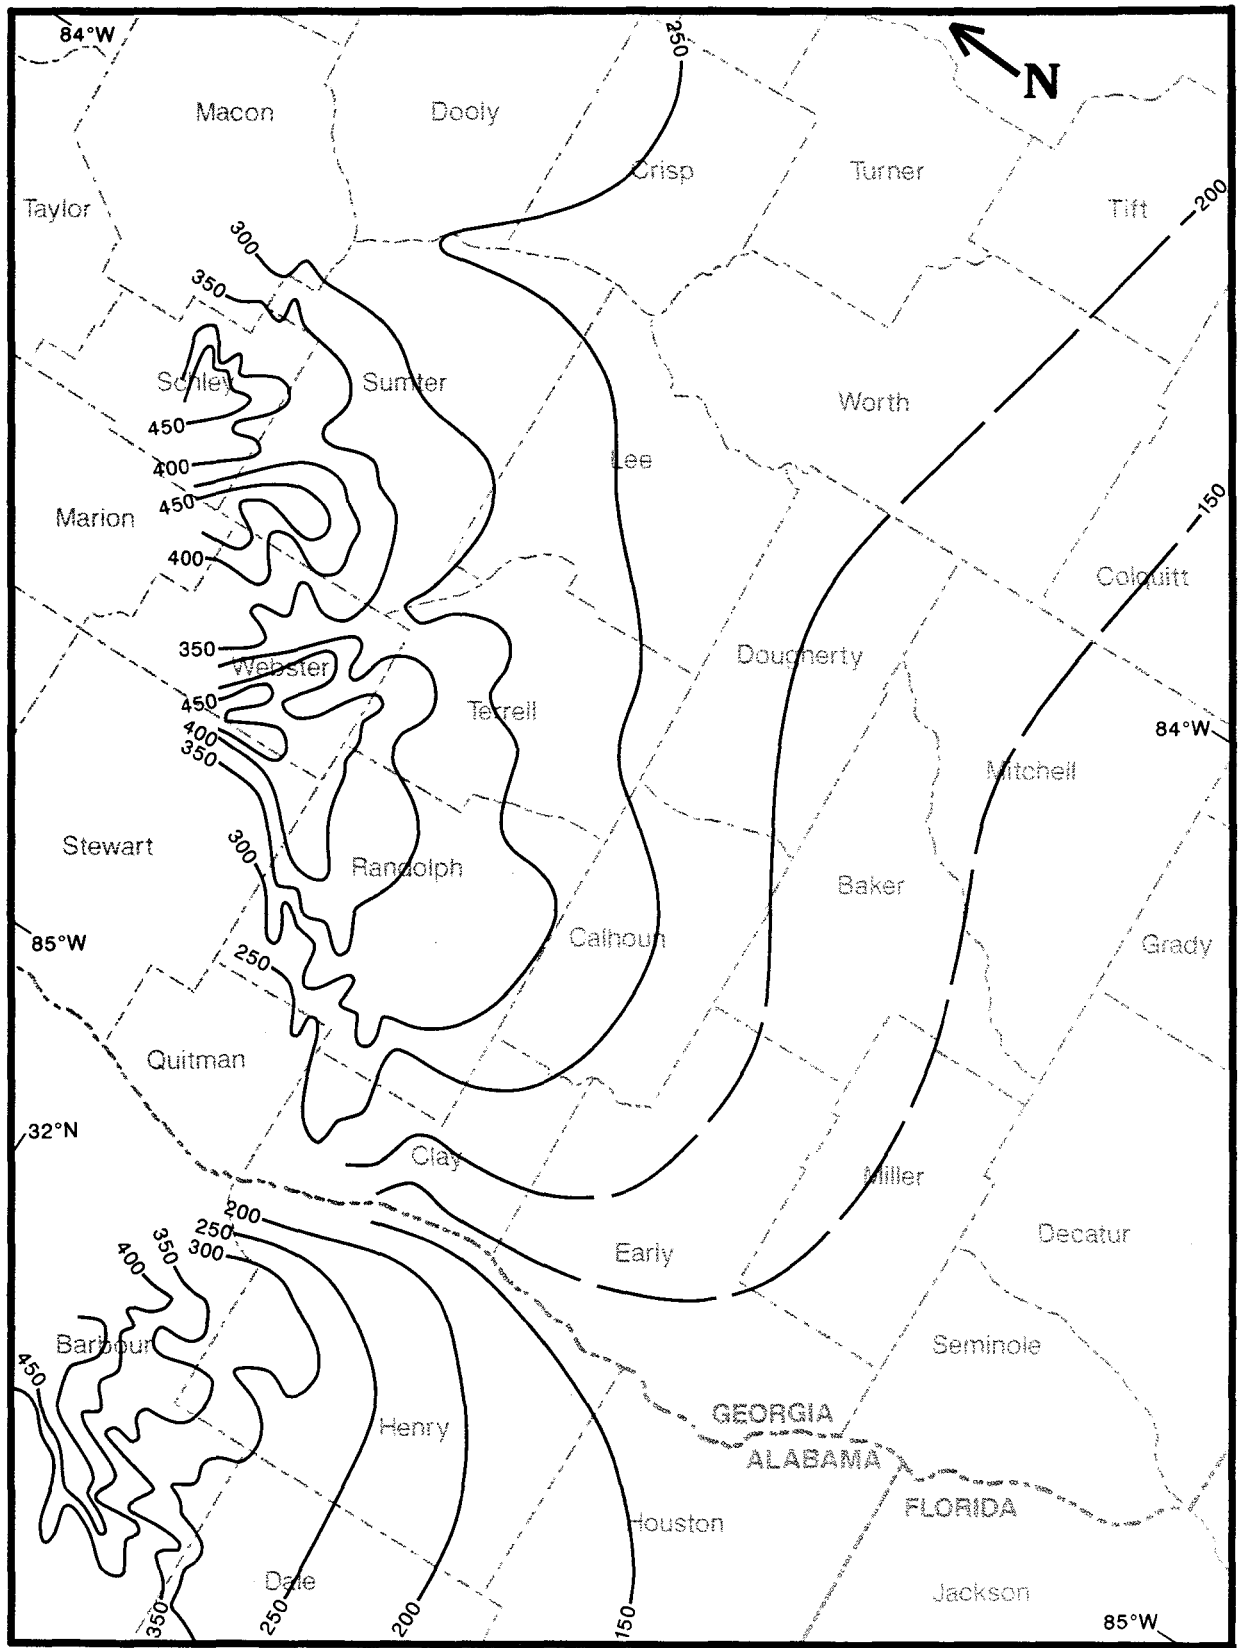 84°W
250
N
Macon
Dooly
Crisp
Turner
Taylor
Tift
200
300
350
Schley
Sumter
Worth
450
Lee
400
450
150
Marion
400
Colquitt
350
Webster
Dougherty
450
Terrell
400
84°W
350
Mitchell
Stewart
300
Randolph
Baker
85°W
Calhoun
Grady
250
Quitman
32°N
Clay
Miller
200
250
Early
Decatur
350
300
400
Barbour
Seminole
450
GEORGIA
Henry
ALABAMA
FLORIDA
Houston
Dale
Jackson
350
250
200
150
85°W